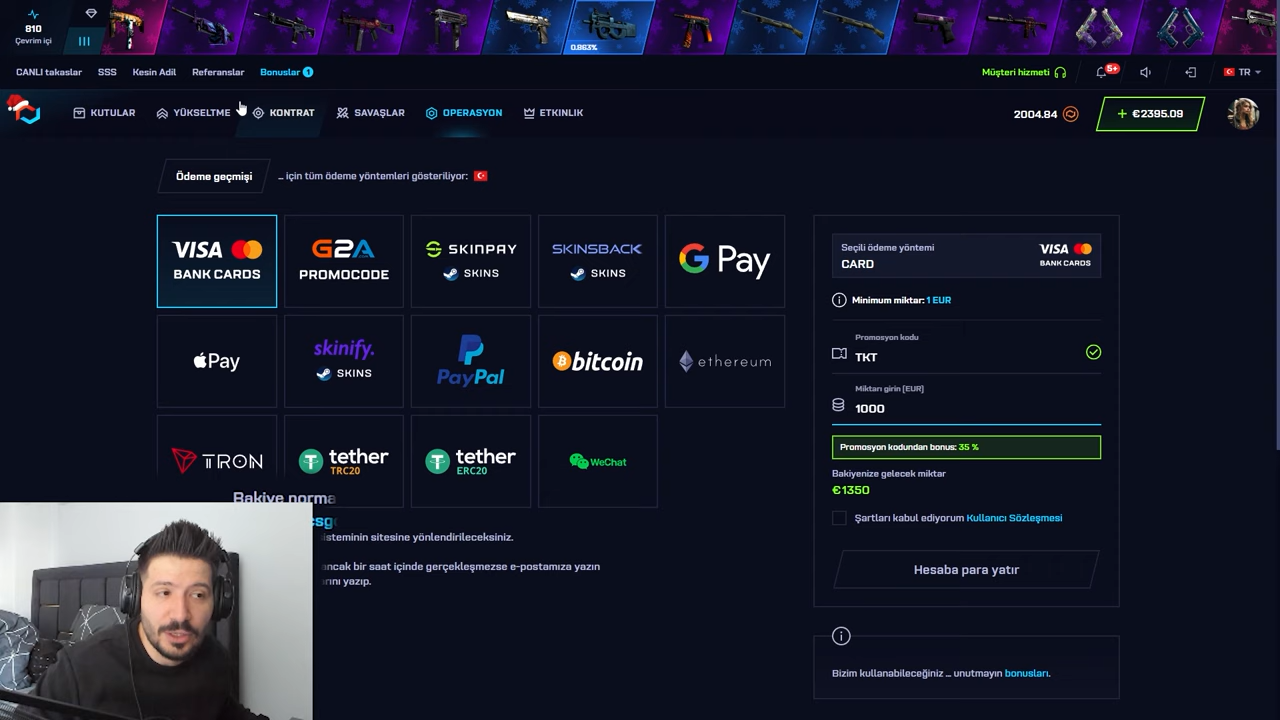 810
Çevrim içi
0.863%
CANLI takaslar
SSS
Kesin Adil
Referanslar
Bonuslar 1
Müşteri hizmeti
5+
TR
KUTULAR
YÜKSELTME
KONTRAT
SAVAŞLAR
OPERASYON
ETKINLIK
2004.84
+ €2395.09
Ödeme geçmişi
... için tüm ödeme yöntemleri gösteriliyor:
VISA
BANK CARDS
G2A
PROMOCODE
SKINPAY
SKINS
SKINSBACK
SKINS
G Pay
Pay
skinify.
SKINS
PayPal
bitcoin
ethereum
TRON
tether
TRC20
tether
ERC20
WeChat
Bakiye norma
csg
isteminin sitesine yönlendirileceksiniz.
ancak bir saat içinde gerçekleşmezse e-postamıza yazın
arını yazıp.
Seçili ödeme yöntemi
CARD
VISA
BANK CARDS
Minimum miktar: 1 EUR
Promosyon kodu
TKT
Miktarı girin [EUR]
1000
Promosyon kodundan bonus: 35 %
Bakiyenize gelecek miktar
€1350
Şartları kabul ediyorum Kullanıcı Sözleşmesi
Hesaba para yatır
Bizim kullanabileceğiniz ... unutmayın bonusları.